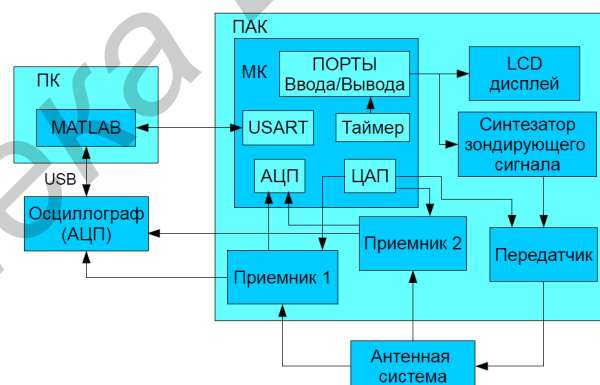 ПАК
МК
ПОРТЫ
Ввода/Вывода
LCD
дисплей
ПК
MATLAB
USART
Таймер
Синтезатор
зондирующего
сигнала
АЦП
ЦАП
USB
Осциллограф
(АЦП)
Приемник 2
Передатчик
Приемник 1
Антенная
система